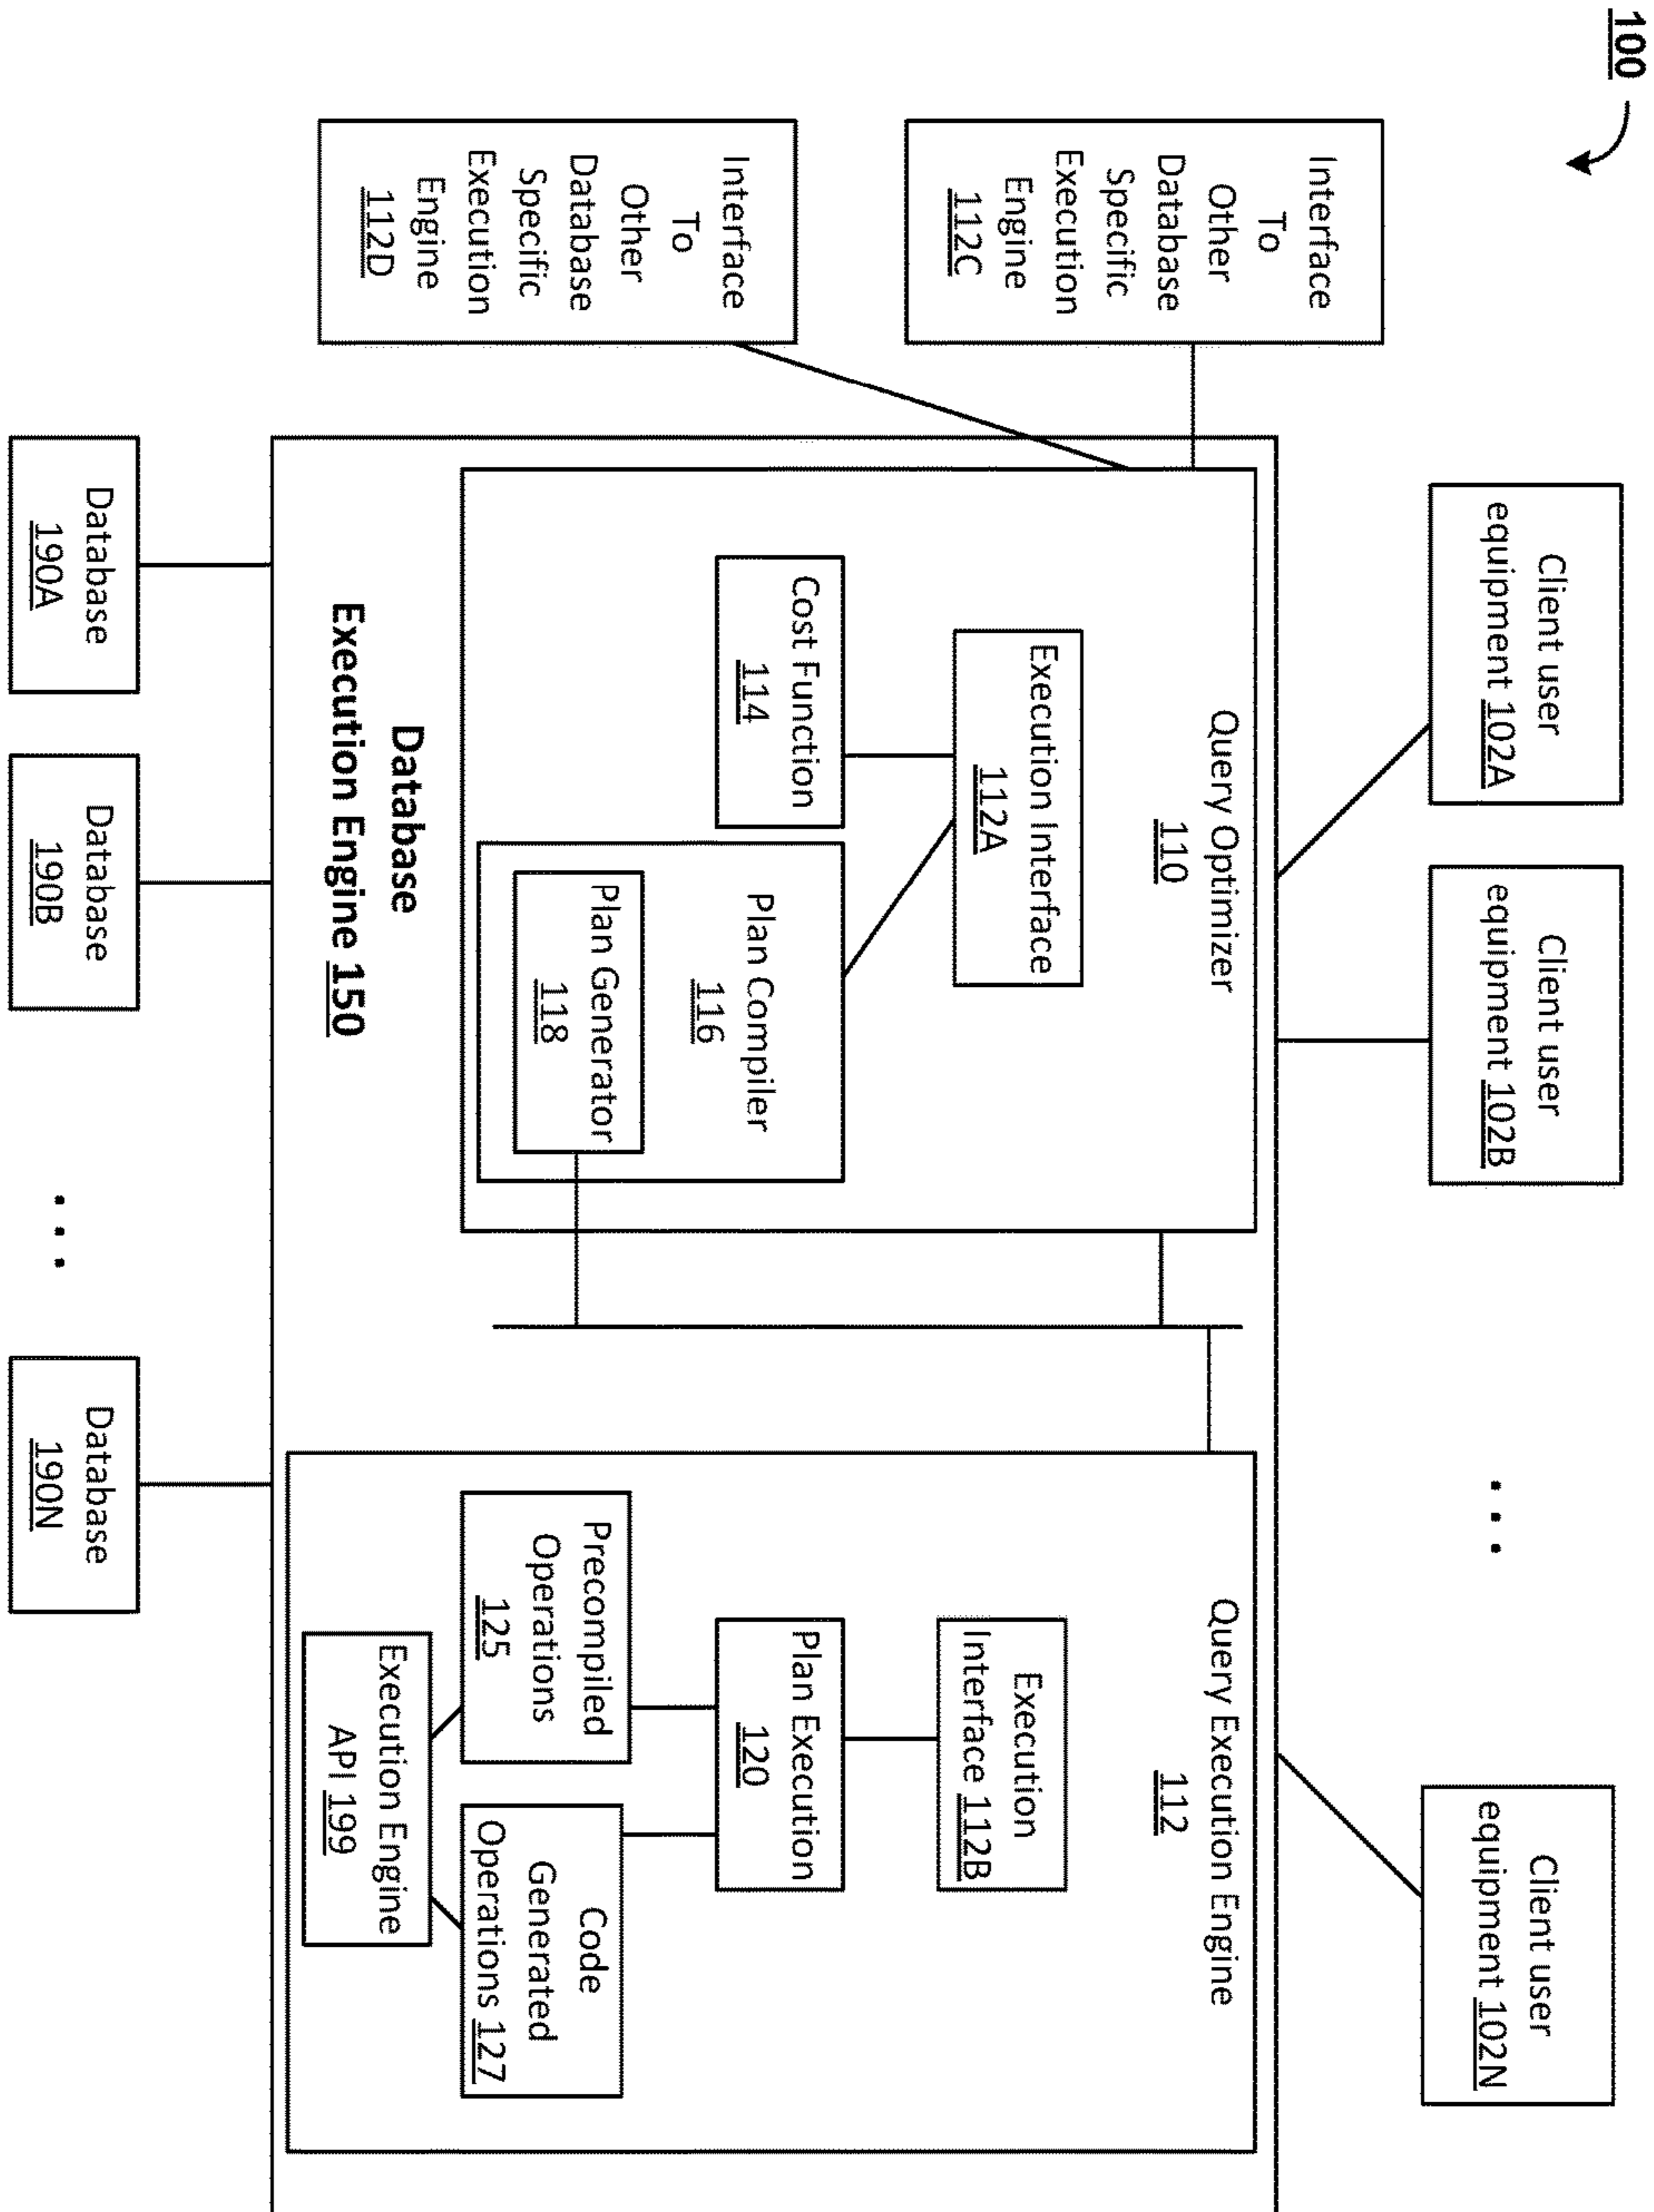 100
Client user
equipment 102A
Client user
equipment 102B
...
Client user
equipment 102N
Interface
To
Other
Database
Specific
Execution
Engine
112C
Interface
To
Other
Database
Specific
Execution
Engine
112D
Query Optimizer
110
Execution Interface
112A
Cost Function
114
Plan Compiler
116
Plan Generator
118
Database
Execution Engine 150
Query Execution Engine
112
Execution
Interface 112B
Plan Execution
120
Precompiled
Operations
125
Code
Generated
Operations 127
Execution Engine
API 199
Database
190A
Database
190B
...
Database
190N